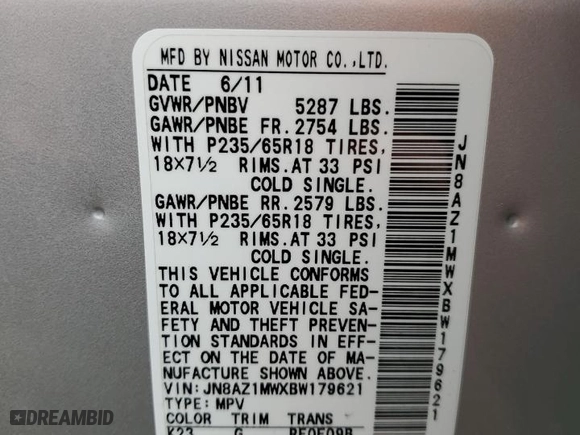 MFD BY NISSAN MOTOR CO.,LTD.
DATE 6/11
GVWR/PNBV 5287 LBS.
GAWR/PNBE FR. 2754 LBS.
WITH P235/65R18 TIRES,
18X7½ RIMS. AT 33 PSI
COLD SINGLE.
GAWR/PNBE RR. 2579 LBS.
WITH P235/65R18 TIRES,
18X7½ RIMS. AT 33 PSI
COLD SINGLE.
THIS VEHICLE CONFORMS
TO ALL APPLICABLE FED-
ERAL MOTOR VEHICLE SA-
FETY AND THEFT PREVEN-
TION STANDARDS IN EFF-
ECT ON THE DATE OF MA-
NUFACTURE SHOWN ABOVE.
VIN: JN8AZ1MWXBW179621
TYPE: MPV
COLOR TRIM TRANS
K23 G RE0F09B
JN8AZ1MWXBW179621
DREAMBID